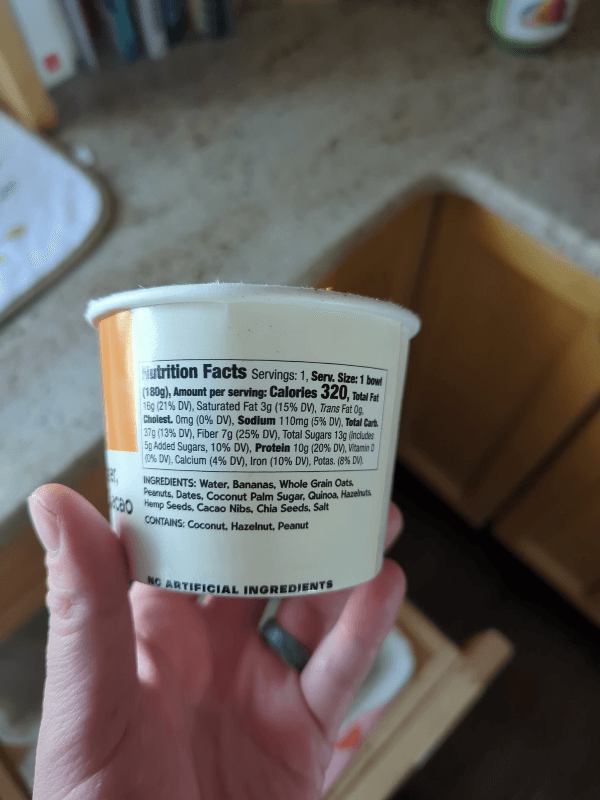 Nutrition Facts Servings: 1, Serv. Size: 1 bowl
(180g), Amount per serving: Calories 320, Total Fat
16g (21% DV), Saturated Fat 3g (15% DV), Trans Fat 0g,
Cholest. 0mg (0% DV), Sodium 110mg (5% DV), Total Carb.
37g (13% DV), Fiber 7g (25% DV), Total Sugars 13g (Includes
5g Added Sugars, 10% DV), Protein 10g (20% DV), Vitamin D
(0% DV), Calcium (4% DV), Iron (10% DV), Potas. (8% DV).
INGREDIENTS: Water, Bananas, Whole Grain Oats,
Peanuts, Dates, Coconut Palm Sugar, Quinoa, Hazelnuts,
Hemp Seeds, Cacao Nibs, Chia Seeds, Salt
CONTAINS: Coconut, Hazelnut, Peanut
NO ARTIFICIAL INGREDIENTS